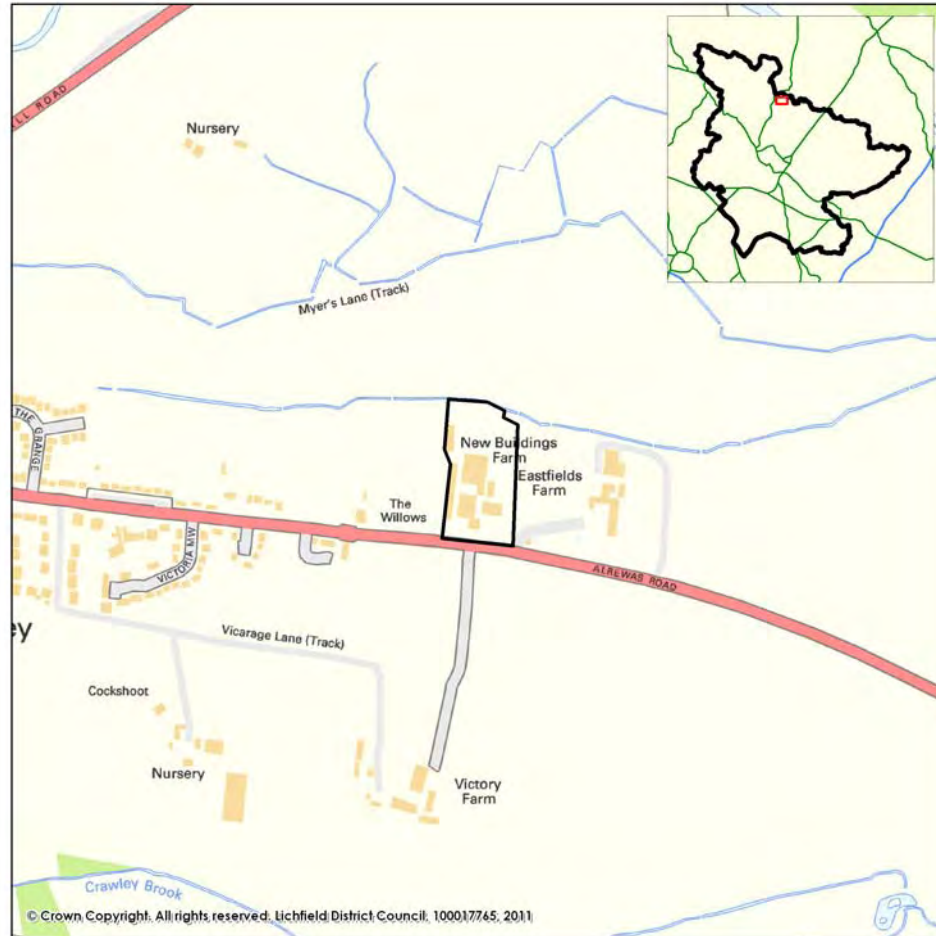 LL ROAD
Nursery
Myer's Lane (Track)
THE GRANGE
New Buildings
Farm
Eastfields
Farm
The
Willows
VICTORIA MW
ALREWAS ROAD
ey
Vicarage Lane (Track)
Cockshoot
Nursery
Victory
Farm
Crawley Brook
© Crown Copyright. All rights reserved. Lichfield District Council. 100017765, 2011